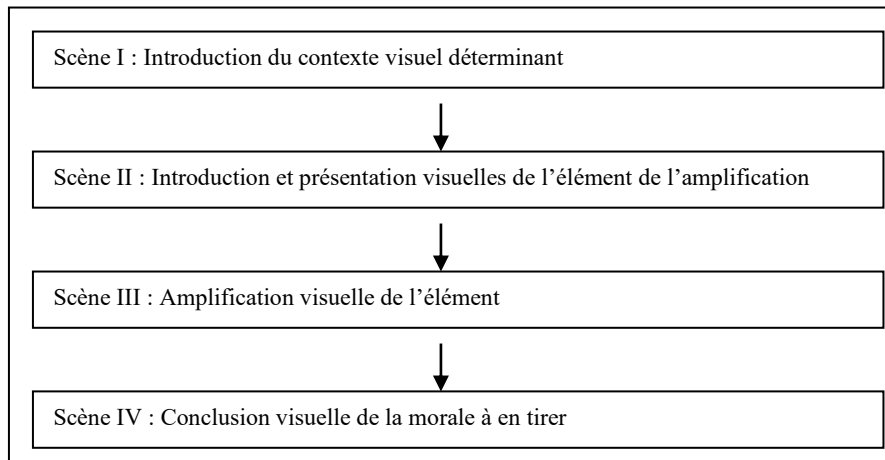 Scène I : Introduction du contexte visuel déterminant
Scène II : Introduction et présentation visuelles de l’élément de l’amplification
Scène III : Amplification visuelle de l’élément
Scène IV : Conclusion visuelle de la morale à en tirer